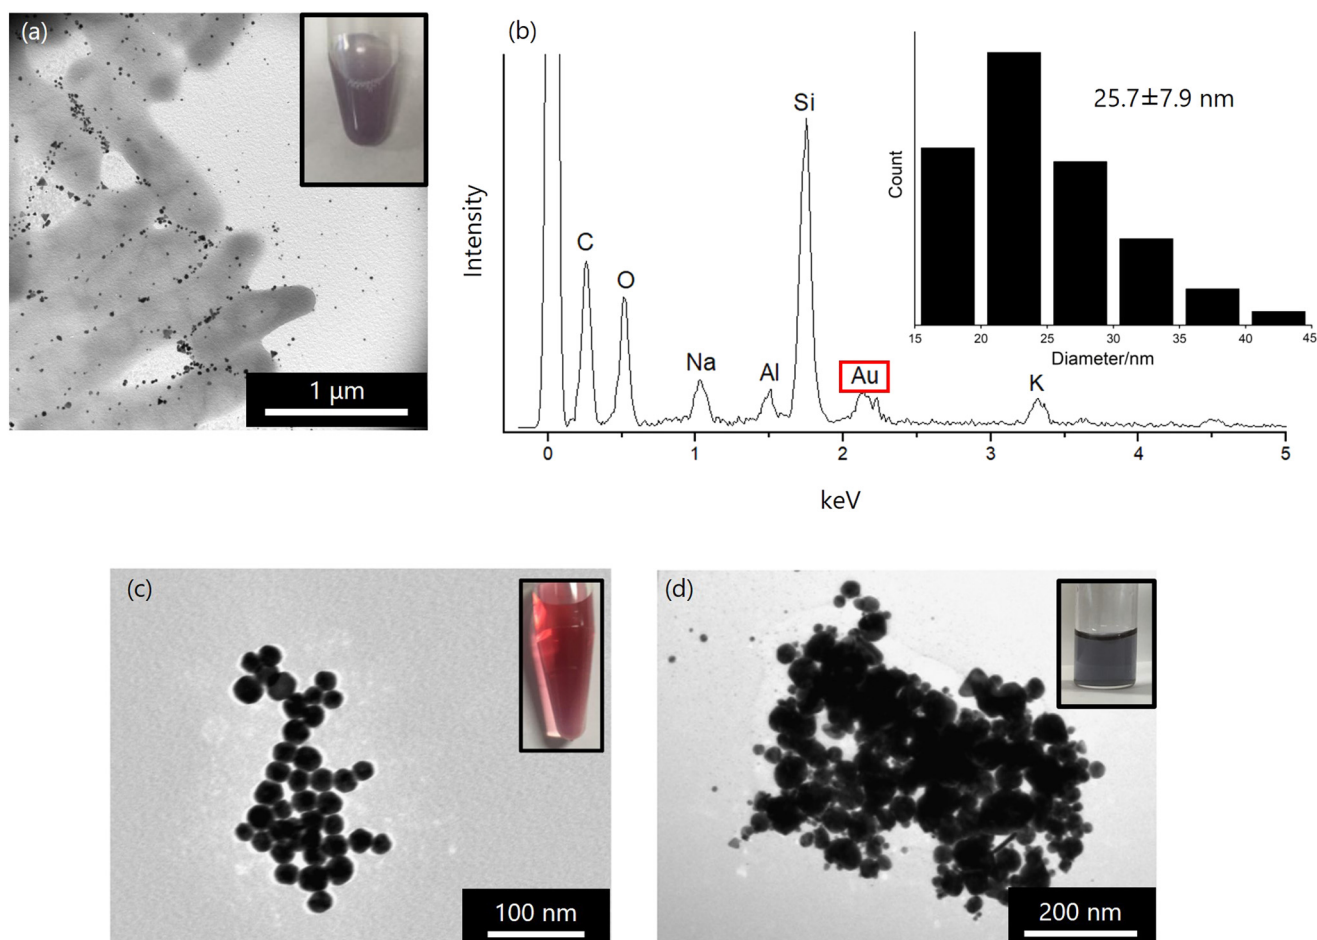 (a)
1 µm
(b)
Intensity
C
O
Na
Al
Si
Au
K
0
1
2
3
4
5
keV
Count
25.7±7.9 nm
15
20
25
30
35
40
45
Diameter/nm
(c)
100 nm
(d)
200 nm